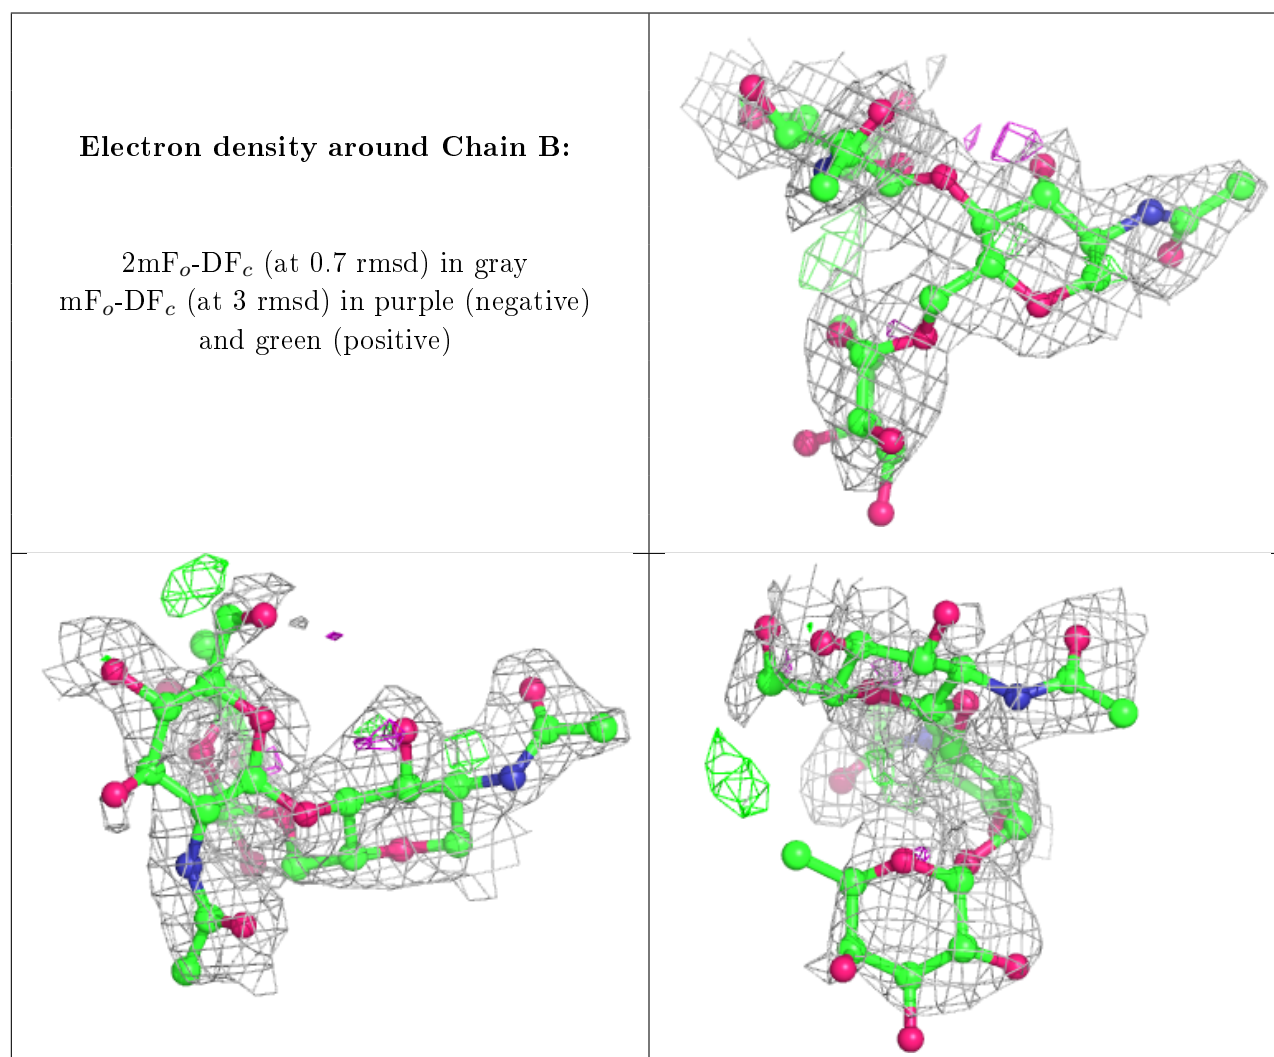 Electron density around Chain B:
2mFo-DFc (at 0.7 rmsd) in gray
mFo-DFc (at 3 rmsd) in purple (negative)
and green (positive)